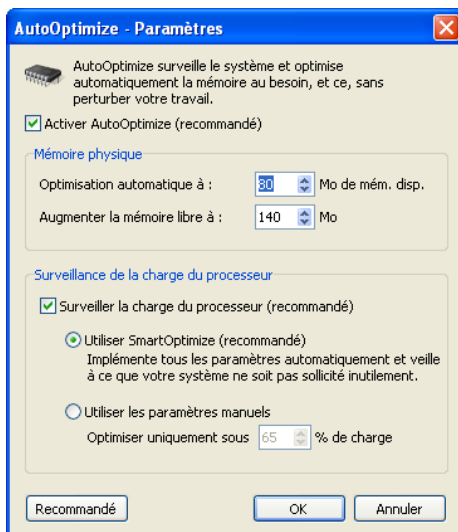 AutoOptimize - Paramètres
AutoOptimize surveille le système et optimise
automatiquement la mémoire au besoin, et ce, sans
perturber votre travail.
Activer AutoOptimize (recommandé)
Mémoire physique
Optimisation automatique à : 80 Mo de mém. disp.
Augmenter la mémoire libre à : 140 Mo
Surveillance de la charge du processeur
Surveiller la charge du processeur (recommandé)
Utiliser SmartOptimize (recommandé)
Implémente tous les paramètres automatiquement et veille
à ce que votre système ne soit pas sollicité inutilement.
Utiliser les paramètres manuels
Optimiser uniquement sous 65 % de charge
Recommandé OK Annuler